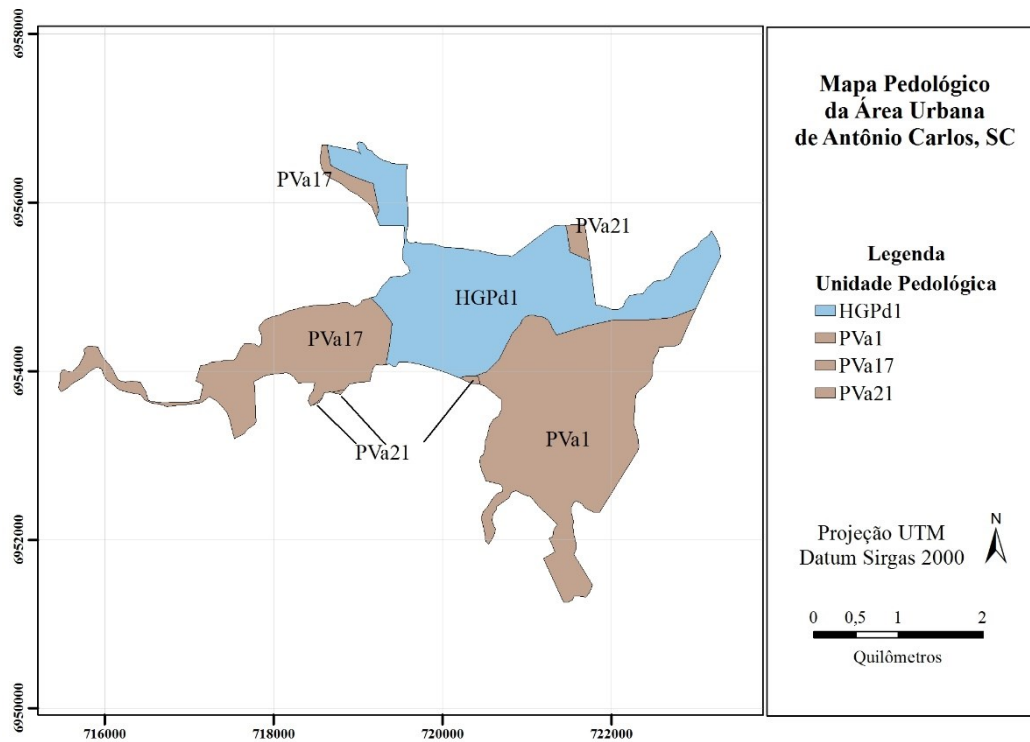 6958000
6956000
6954000
6952000
6950000
716000
718000
720000
722000
PVa17
PVa21
HGPd1
PVa17
PVa21
PVa1
Mapa Pedológico
da Área Urbana
de Antônio Carlos, SC
Legenda
Unidade Pedológica
HGPd1
PVa1
PVa17
PVa21
Projeção UTM
Datum Sirgas 2000
N
0 0,5 1 2
Quilômetros